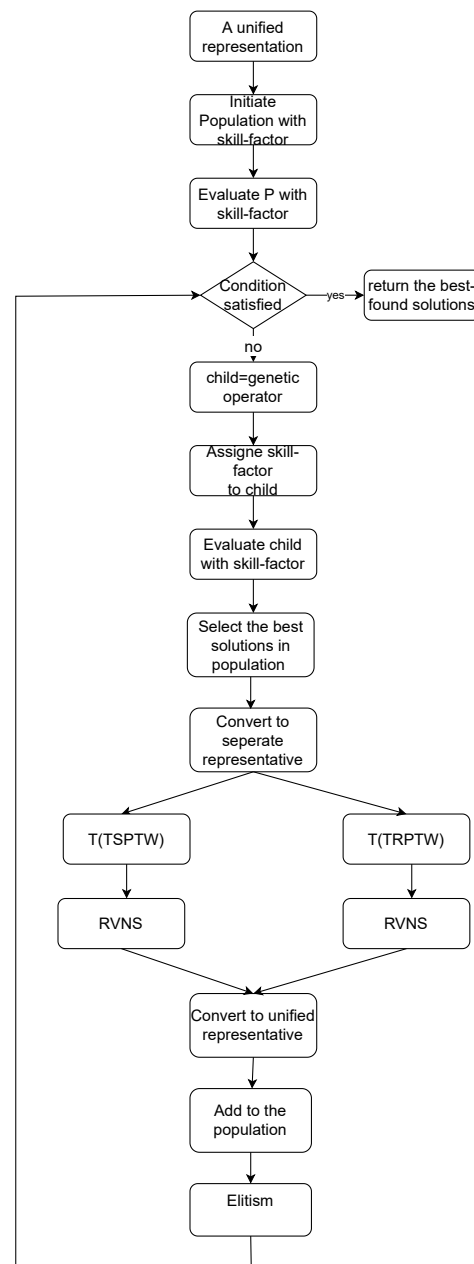 A unified
representation
Initiate
Population with
skill-factor
Evaluate P with
skill-factor
Condition
satisfied
yes
return the best-
found solutions
no
child=genetic
operator
Assigne skill-
factor
to child
Evaluate child
with skill-factor
Select the best
solutions in
population
Convert to
seperate
representative
T(TSPTW)
T(TRPTW)
RVNS
RVNS
Convert to unified
representative
Add to the
population
Elitism